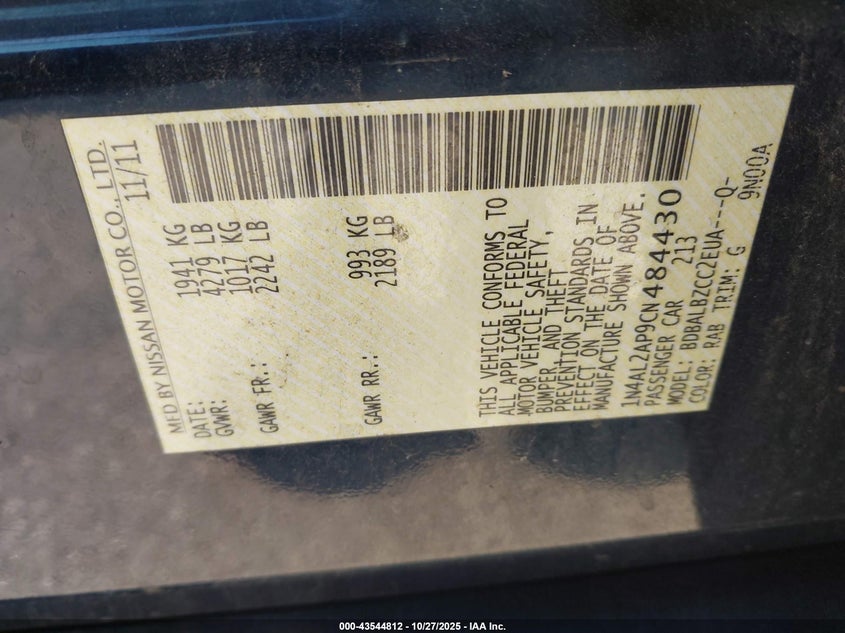 MFD BY NISSAN MOTOR CO., LTD.
DATE: 11/11
GVWR: 1941 KG
4279 LB
GAWR FR.: 1017 KG
2242 LB
GAWR RR.: 993 KG
2189 LB
THIS VEHICLE CONFORMS TO
ALL APPLICABLE FEDERAL
MOTOR VEHICLE SAFETY,
BUMPER, AND THEFT
PREVENTION STANDARDS IN
EFFECT ON THE DATE OF
MANUFACTURE SHOWN ABOVE.
1N4AL2AP9CN484430
PASSENGER CAR 213
MODEL: BDBALBZCC2EUA---Q-
COLOR: RAB TRIM: G 9N00A
000-43544812 - 10/27/2025 - IAA Inc.